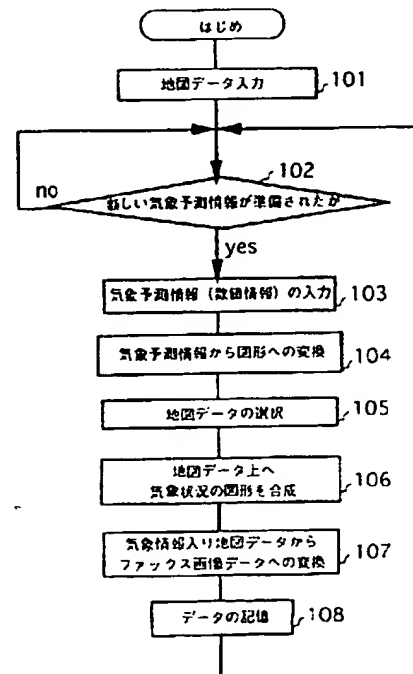 はじめ
地図データ入力 101
102
新しい気象予測情報が準備されたか
no
yes
気象予測情報（数値情報）の入力 103
気象予測情報から図形への変換 104
地図データの選択 105
地図データ上へ
気象状況の図形を合成 106
気象情報入り地図データから
ファックス画像データへの変換 107
データの記憶 108